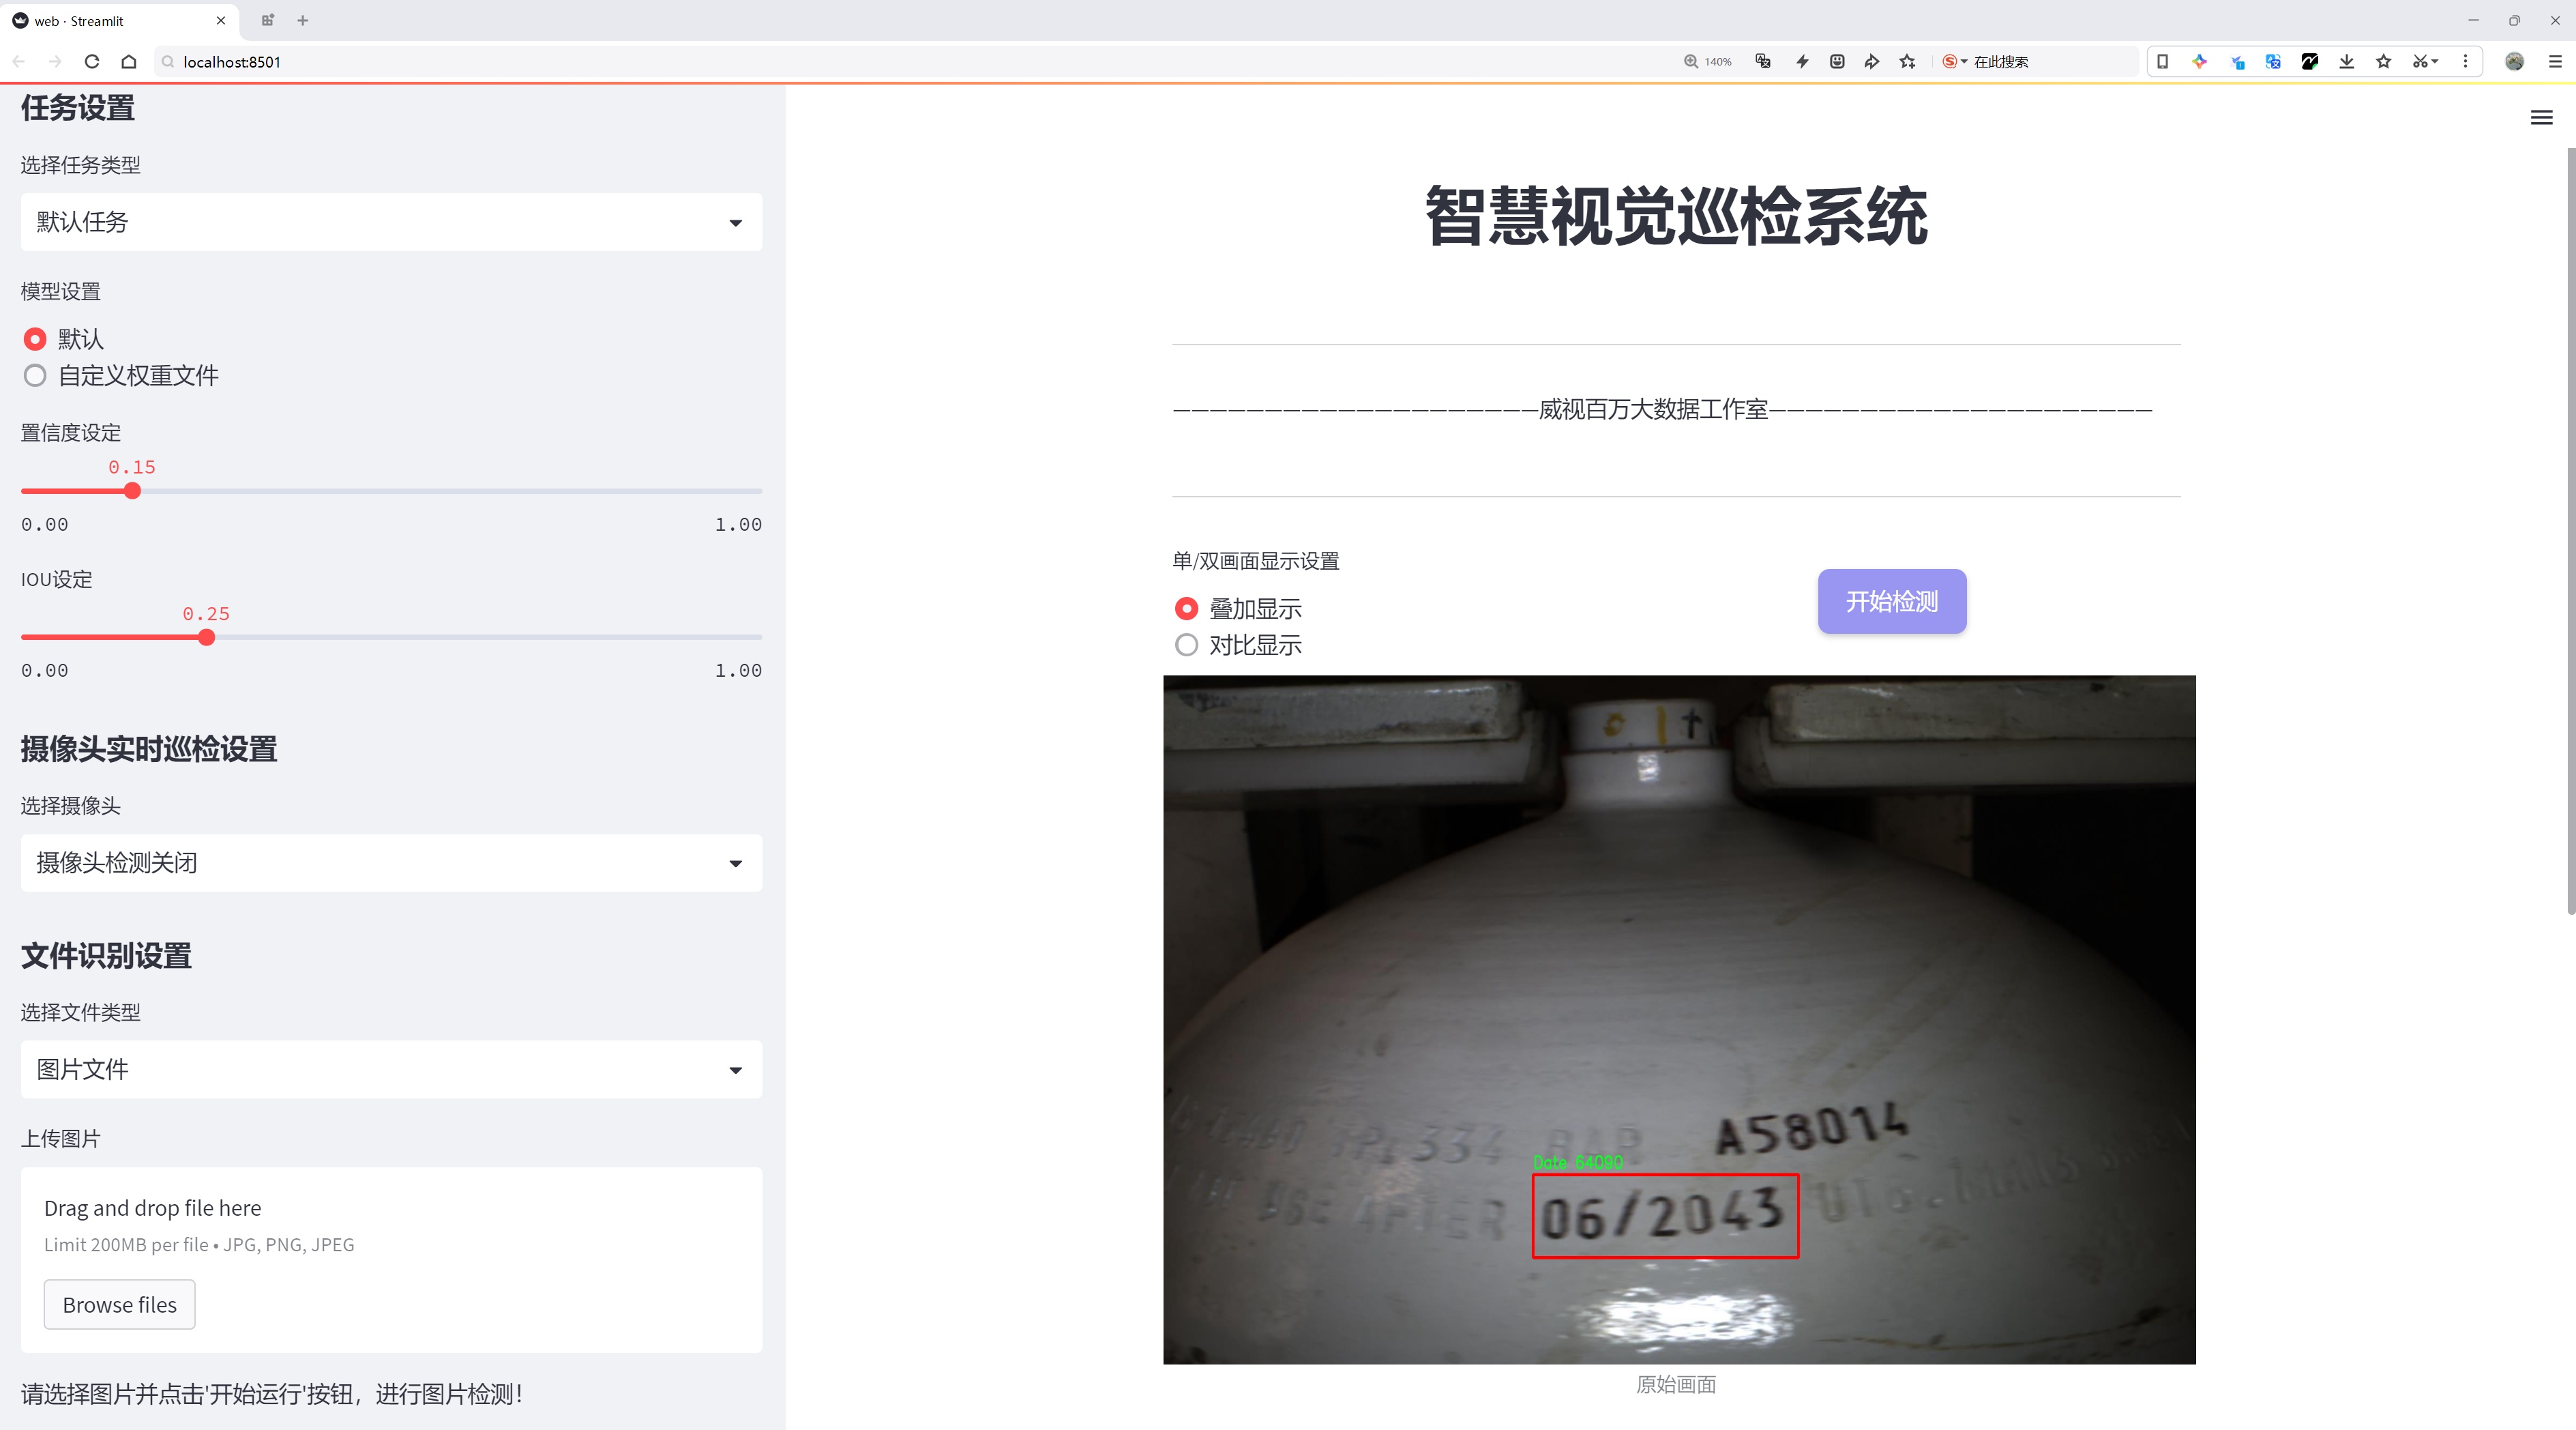 web · Streamlit
localhost:8501
140%
在此搜索
任务设置
选择任务类型
默认任务
模型设置
默认
自定义权重文件
置信度设定
0.15
0.00 1.00
IOU设定
0.25
0.00 1.00
摄像头实时巡检设置
选择摄像头
摄像头检测关闭
文件识别设置
选择文件类型
图片文件
上传图片
Drag and drop file here
Limit 200MB per file • JPG, PNG, JPEG
Browse files
请选择图片并点击'开始运行'按钮，进行图片检测！
智慧视觉巡检系统
————————————————————威视百万大数据工作室—————————————————————
单/双画面显示设置
叠加显示
对比显示
开始检测
334 BAR A58014
Date 64090
AFTER 06/2043
原始画面